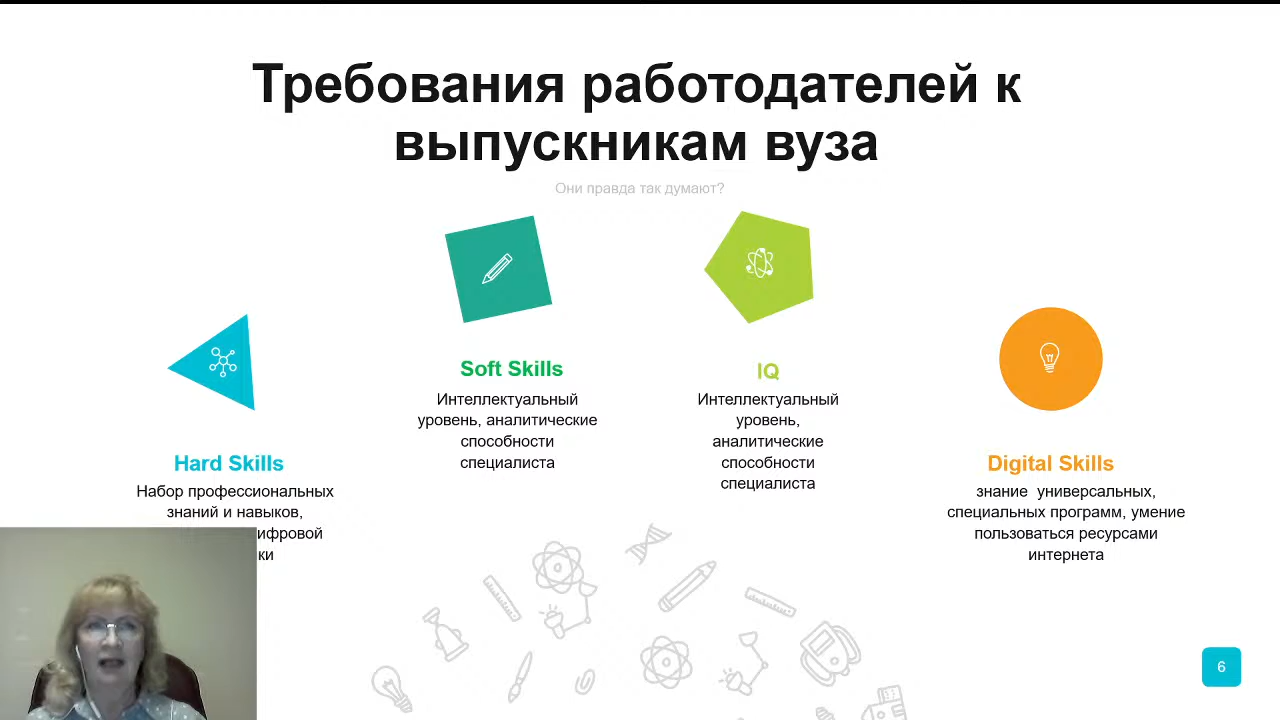 Требования работодателей к
выпускникам вуза
Они правда так думают?
Hard Skills
Набор профессиональных
знаний и навыков,
Soft Skills
Интеллектуальный
уровень, аналитические
способности
специалиста
IQ
Интеллектуальный
уровень,
аналитические
способности
специалиста
Digital Skills
знание универсальных,
специальных программ, умение
пользоваться ресурсами
интернета
6